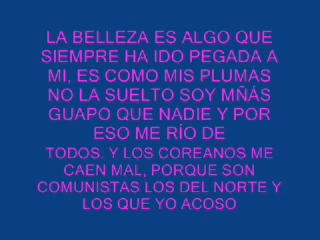 LA BELLEZA ES ALGO QUE
SIEMPRE HA IDO PEGADA A
MI, ES COMO MIS PLUMAS
NO LA SUELTO SOY MÑÁS
GUAPO QUE NADIE Y POR
ESO ME RÍO DE
TODOS. Y LOS COREANOS ME
CAEN MAL, PORQUE SON
COMUNISTAS LOS DEL NORTE Y
LOS QUE YO ACOSO